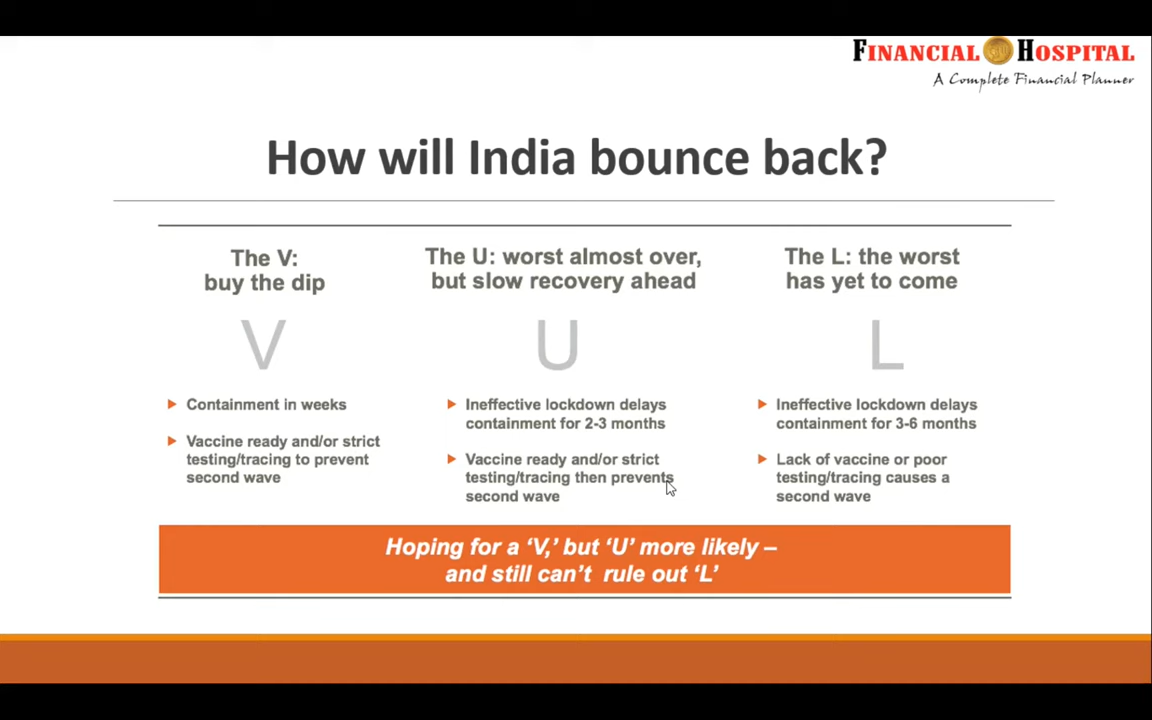 FINANCIAL HOSPITAL
A Complete Financial Planner
How will India bounce back?
The V:
buy the dip
V
Containment in weeks
Vaccine ready and/or strict
testing/tracing to prevent
second wave
The U: worst almost over,
but slow recovery ahead
U
Ineffective lockdown delays
containment for 2-3 months
Vaccine ready and/or strict
testing/tracing then prevents
second wave
The L: the worst
has yet to come
L
Ineffective lockdown delays
containment for 3-6 months
Lack of vaccine or poor
testing/tracing causes a
second wave
Hoping for a ‘V,’ but ‘U’ more likely –
and still can’t rule out ‘L’